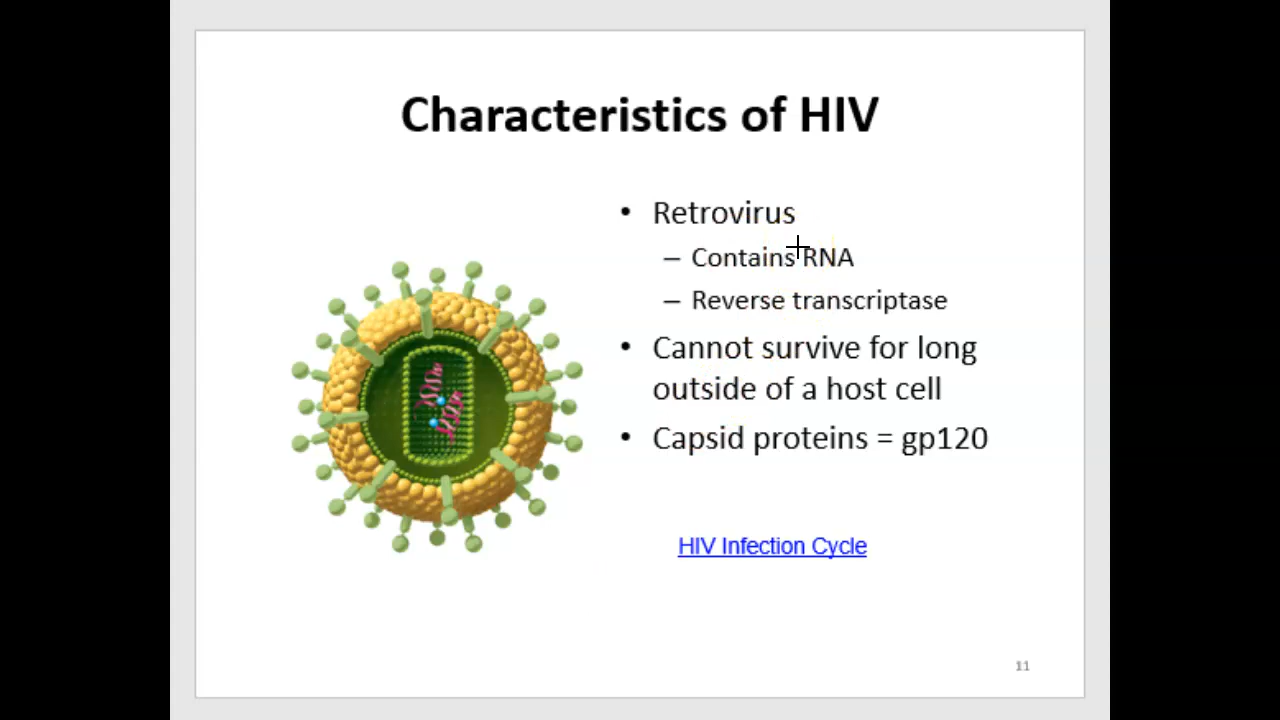 Characteristics of HIV
• Retrovirus
– Contains RNA
– Reverse transcriptase
• Cannot survive for long
outside of a host cell
• Capsid proteins = gp120
HIV Infection Cycle
11